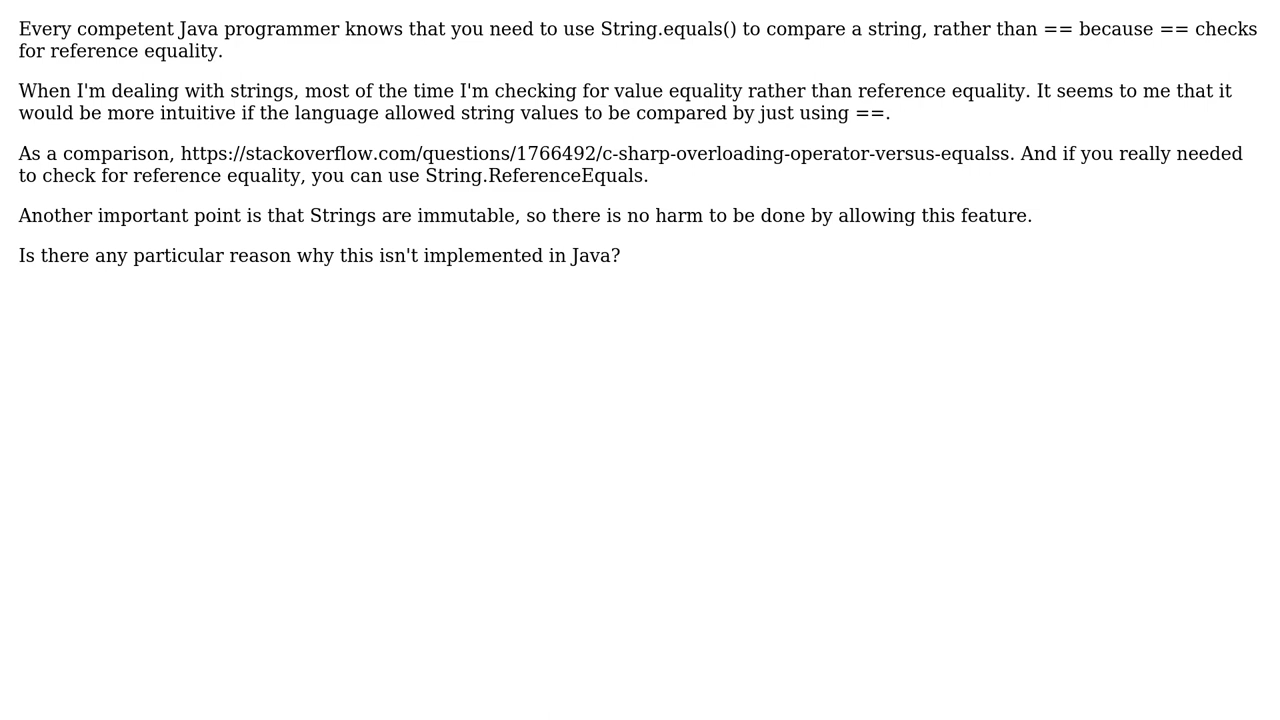 Every competent Java programmer knows that you need to use String.equals() to compare a string, rather than == because == checks
for reference equality.
When I'm dealing with strings, most of the time I'm checking for value equality rather than reference equality. It seems to me that it
would be more intuitive if the language allowed string values to be compared by just using ==.
As a comparison, https://stackoverflow.com/questions/1766492/c-sharp-overloading-operator-versus-equalss. And if you really needed
to check for reference equality, you can use String.ReferenceEquals.
Another important point is that Strings are immutable, so there is no harm to be done by allowing this feature.
Is there any particular reason why this isn't implemented in Java?